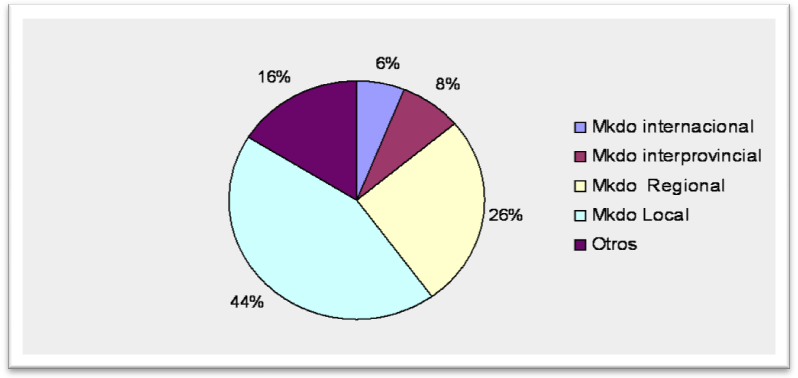 6%
16%
8%
Mkdo internacional
Mkdo interprovincial
Mkdo Regional
26%
Mkdo Local
Otros
44%